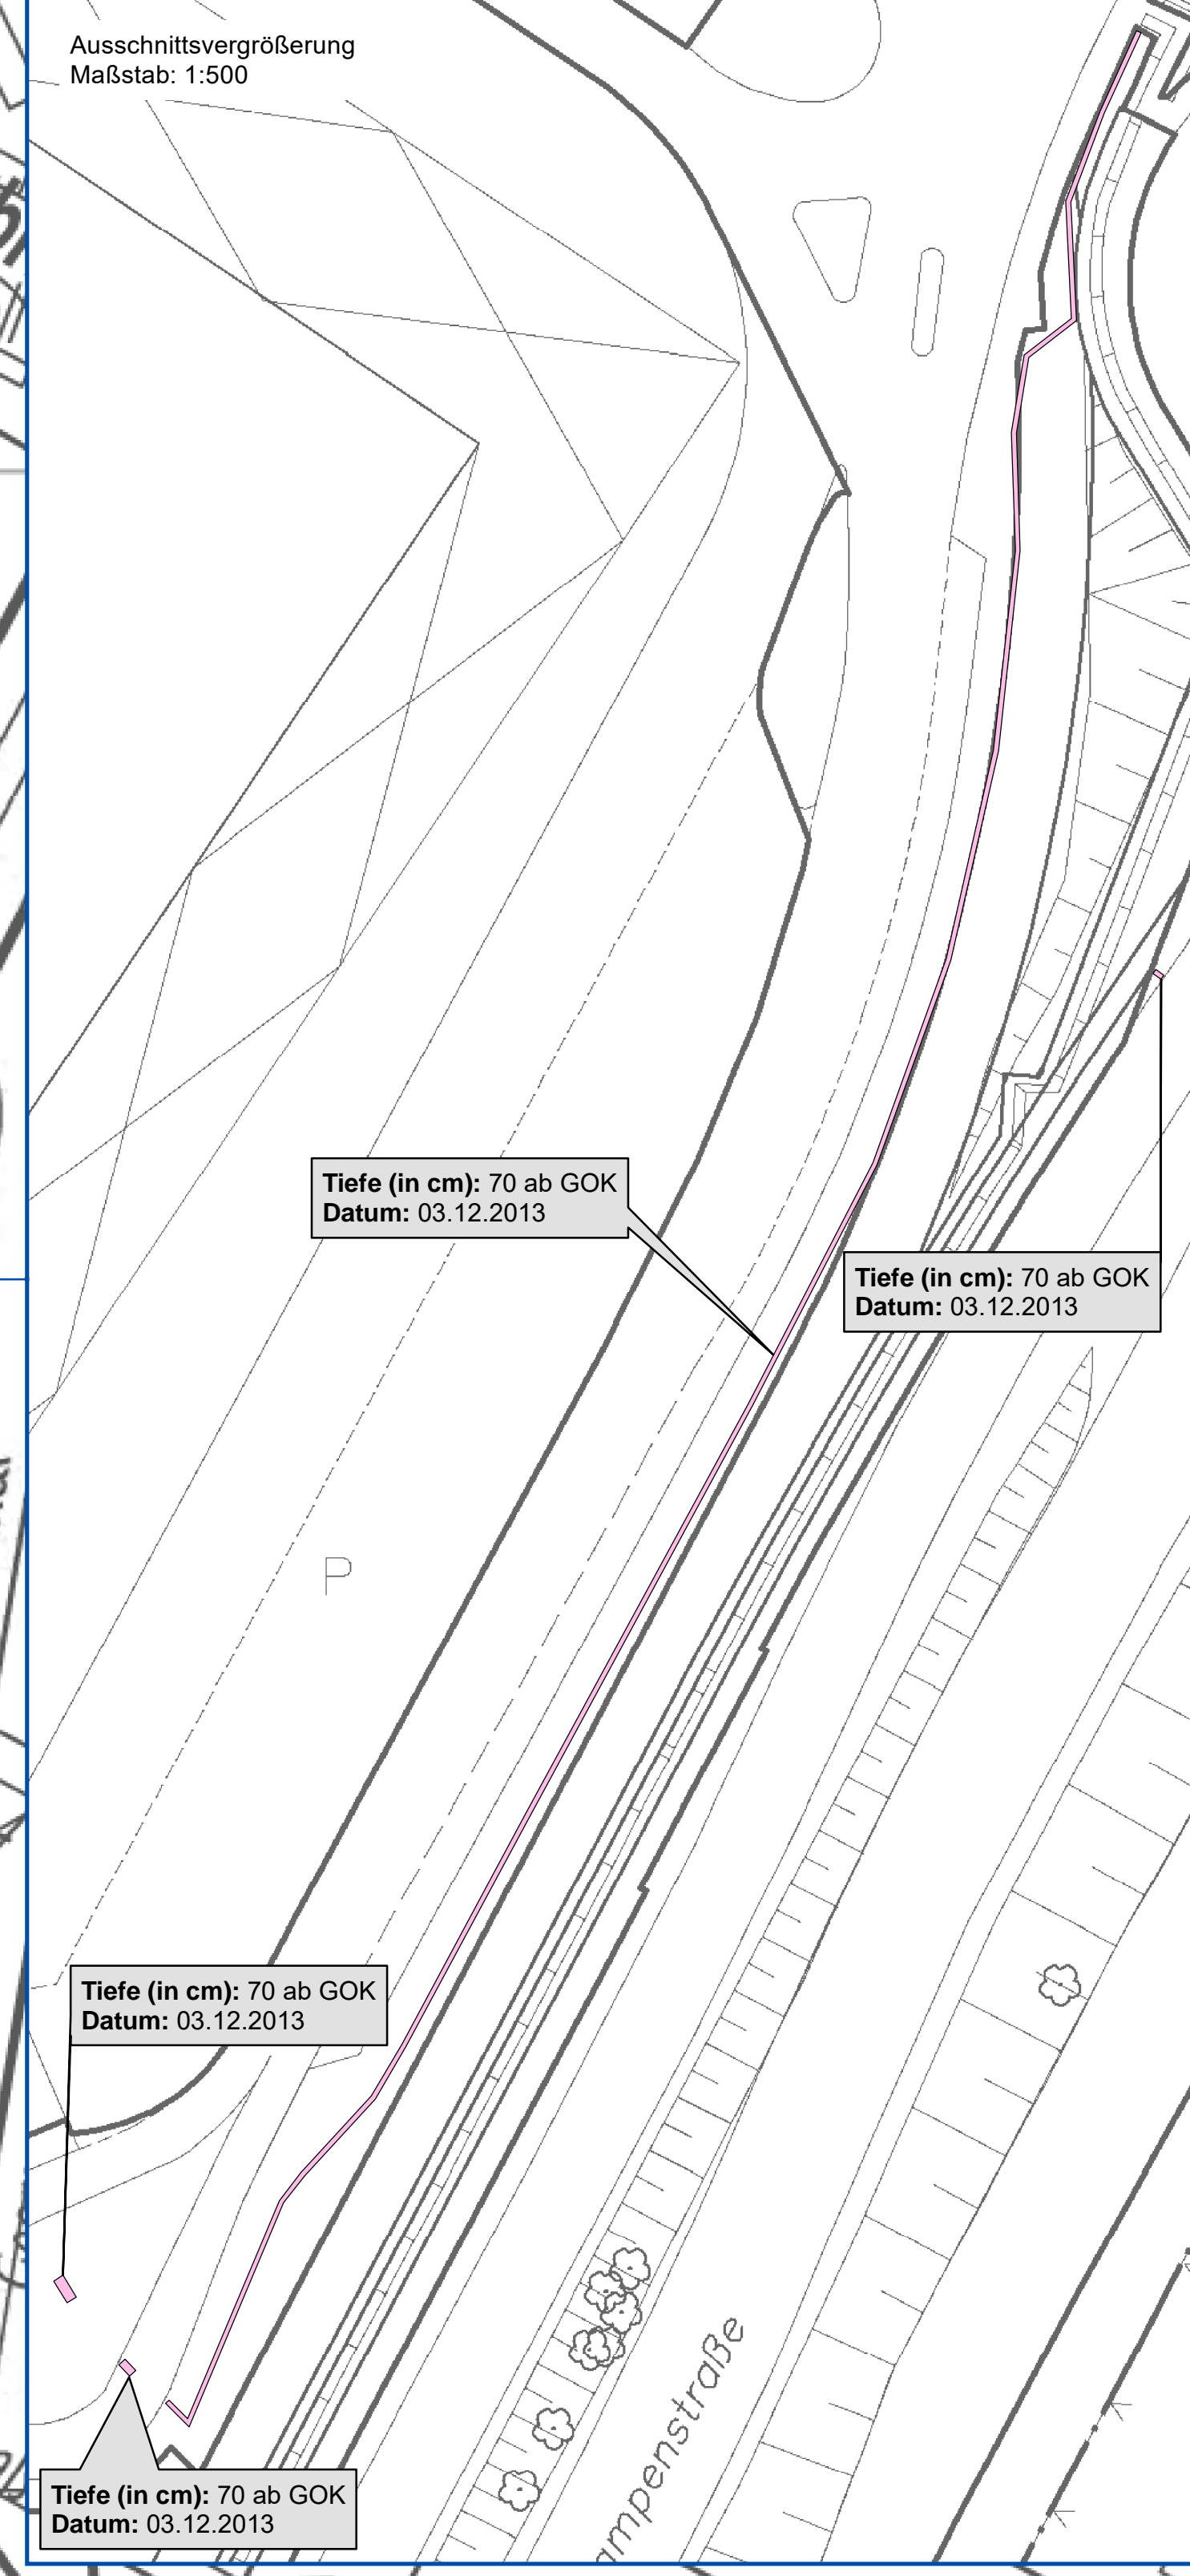 Ausschnittsvergrößerung
Maßstab: 1:500
Tiefe (in cm): 70 ab GOK
Datum: 03.12.2013
Tiefe (in cm): 70 ab GOK
Datum: 03.12.2013
P
Tiefe (in cm): 70 ab GOK
Datum: 03.12.2013
ampenstraße
Tiefe (in cm): 70 ab GOK
Datum: 03.12.2013